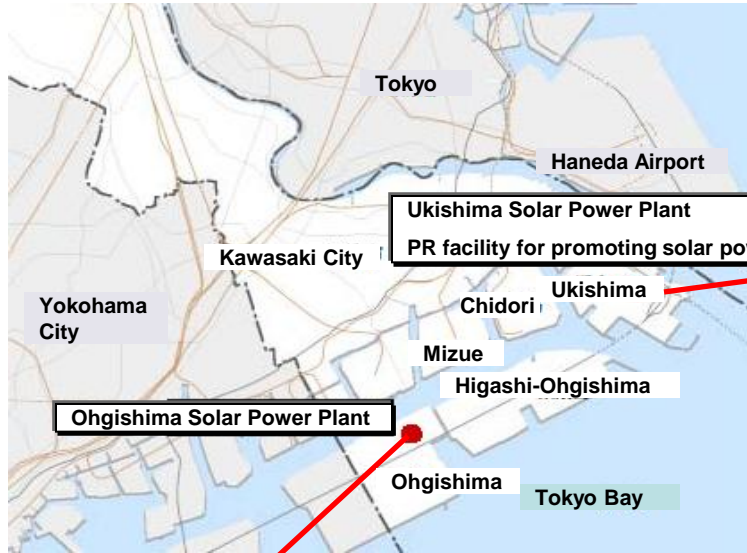 Tokyo
Haneda Airport
Ukishima Solar Power Plant
PR facility for promoting solar
Kawasaki City
Ukishima
Chidori
Yokohama
City
Mizue
Higashi-Ohgishima
Ohgishima Solar Power Plant
Ohgishima
Tokyo Bay